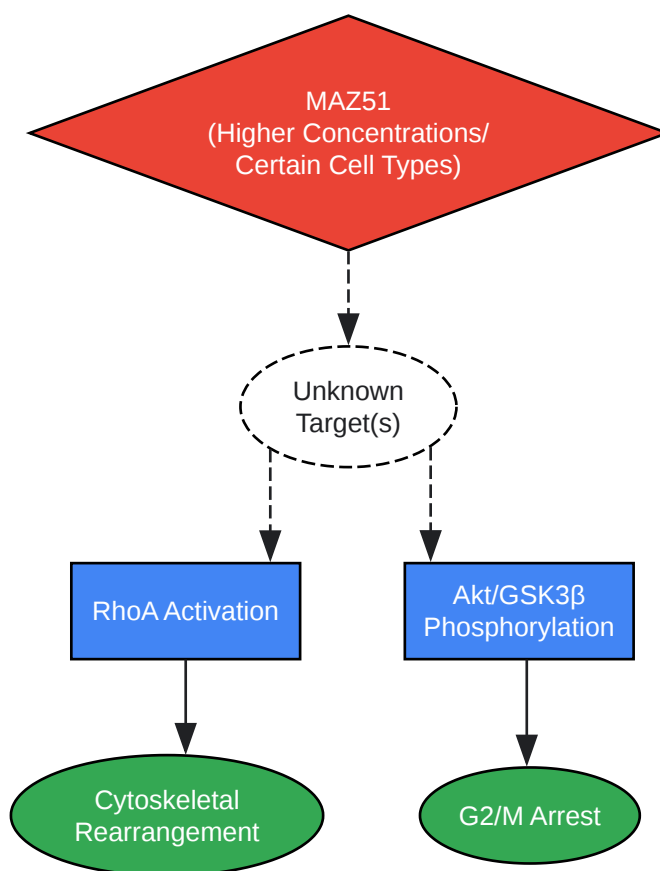 MAZ51
(Higher Concentrations/
Certain Cell Types)
Unknown
Target(s)
RhoA Activation
Akt/GSK3β
Phosphorylation
Cytoskeletal
Rearrangement
G2/M Arrest